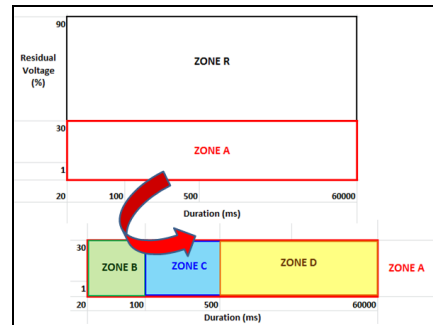 90
Residual
Voltage
(%)
ZONE R
30
ZONE A
1
20 100 500 60000
Duration (ms)
30
ZONE B ZONE C ZONE D ZONE A
1
20 100 500 60000
Duration (ms)